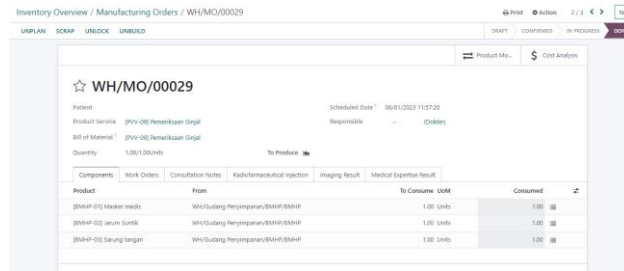 Inventory Overview / Manufacturing Orders / WH/MO/00029
Print Action 2 / 3
UNPLAN SCRAP UNLOCK UNBUILD
DRAFT CONFIRMED IN PROGRESS
Product Mo... Cost Analysis
WH/MO/00029
Patient
Scheduled Date ? 06/01/2023 11:57:20
Product Service [PVV-09] Pemeriksaan Ginjal
Responsible (Dokter)
Bill of Material ? [PVV-09] Pemeriksaan Ginjal
Quantity 1.00/1.00Units To Produce
Components Work Orders Consultation Notes Radiofarmaceutical Injection Imaging Result Medical Expertise Result
Product From To Consume UoM Consumed
[BMHP-01] Masker medis WH/Gudang Penyimpanan/BMHP/BMHP 1.00 Units 1.00
[BMHP-02] Jarum Suntik WH/Gudang Penyimpanan/BMHP/BMHP 1.00 Units 1.00
[BMHP-03] Sarung tangan WH/Gudang Penyimpanan/BMHP/BMHP 1.00 Units 1.00